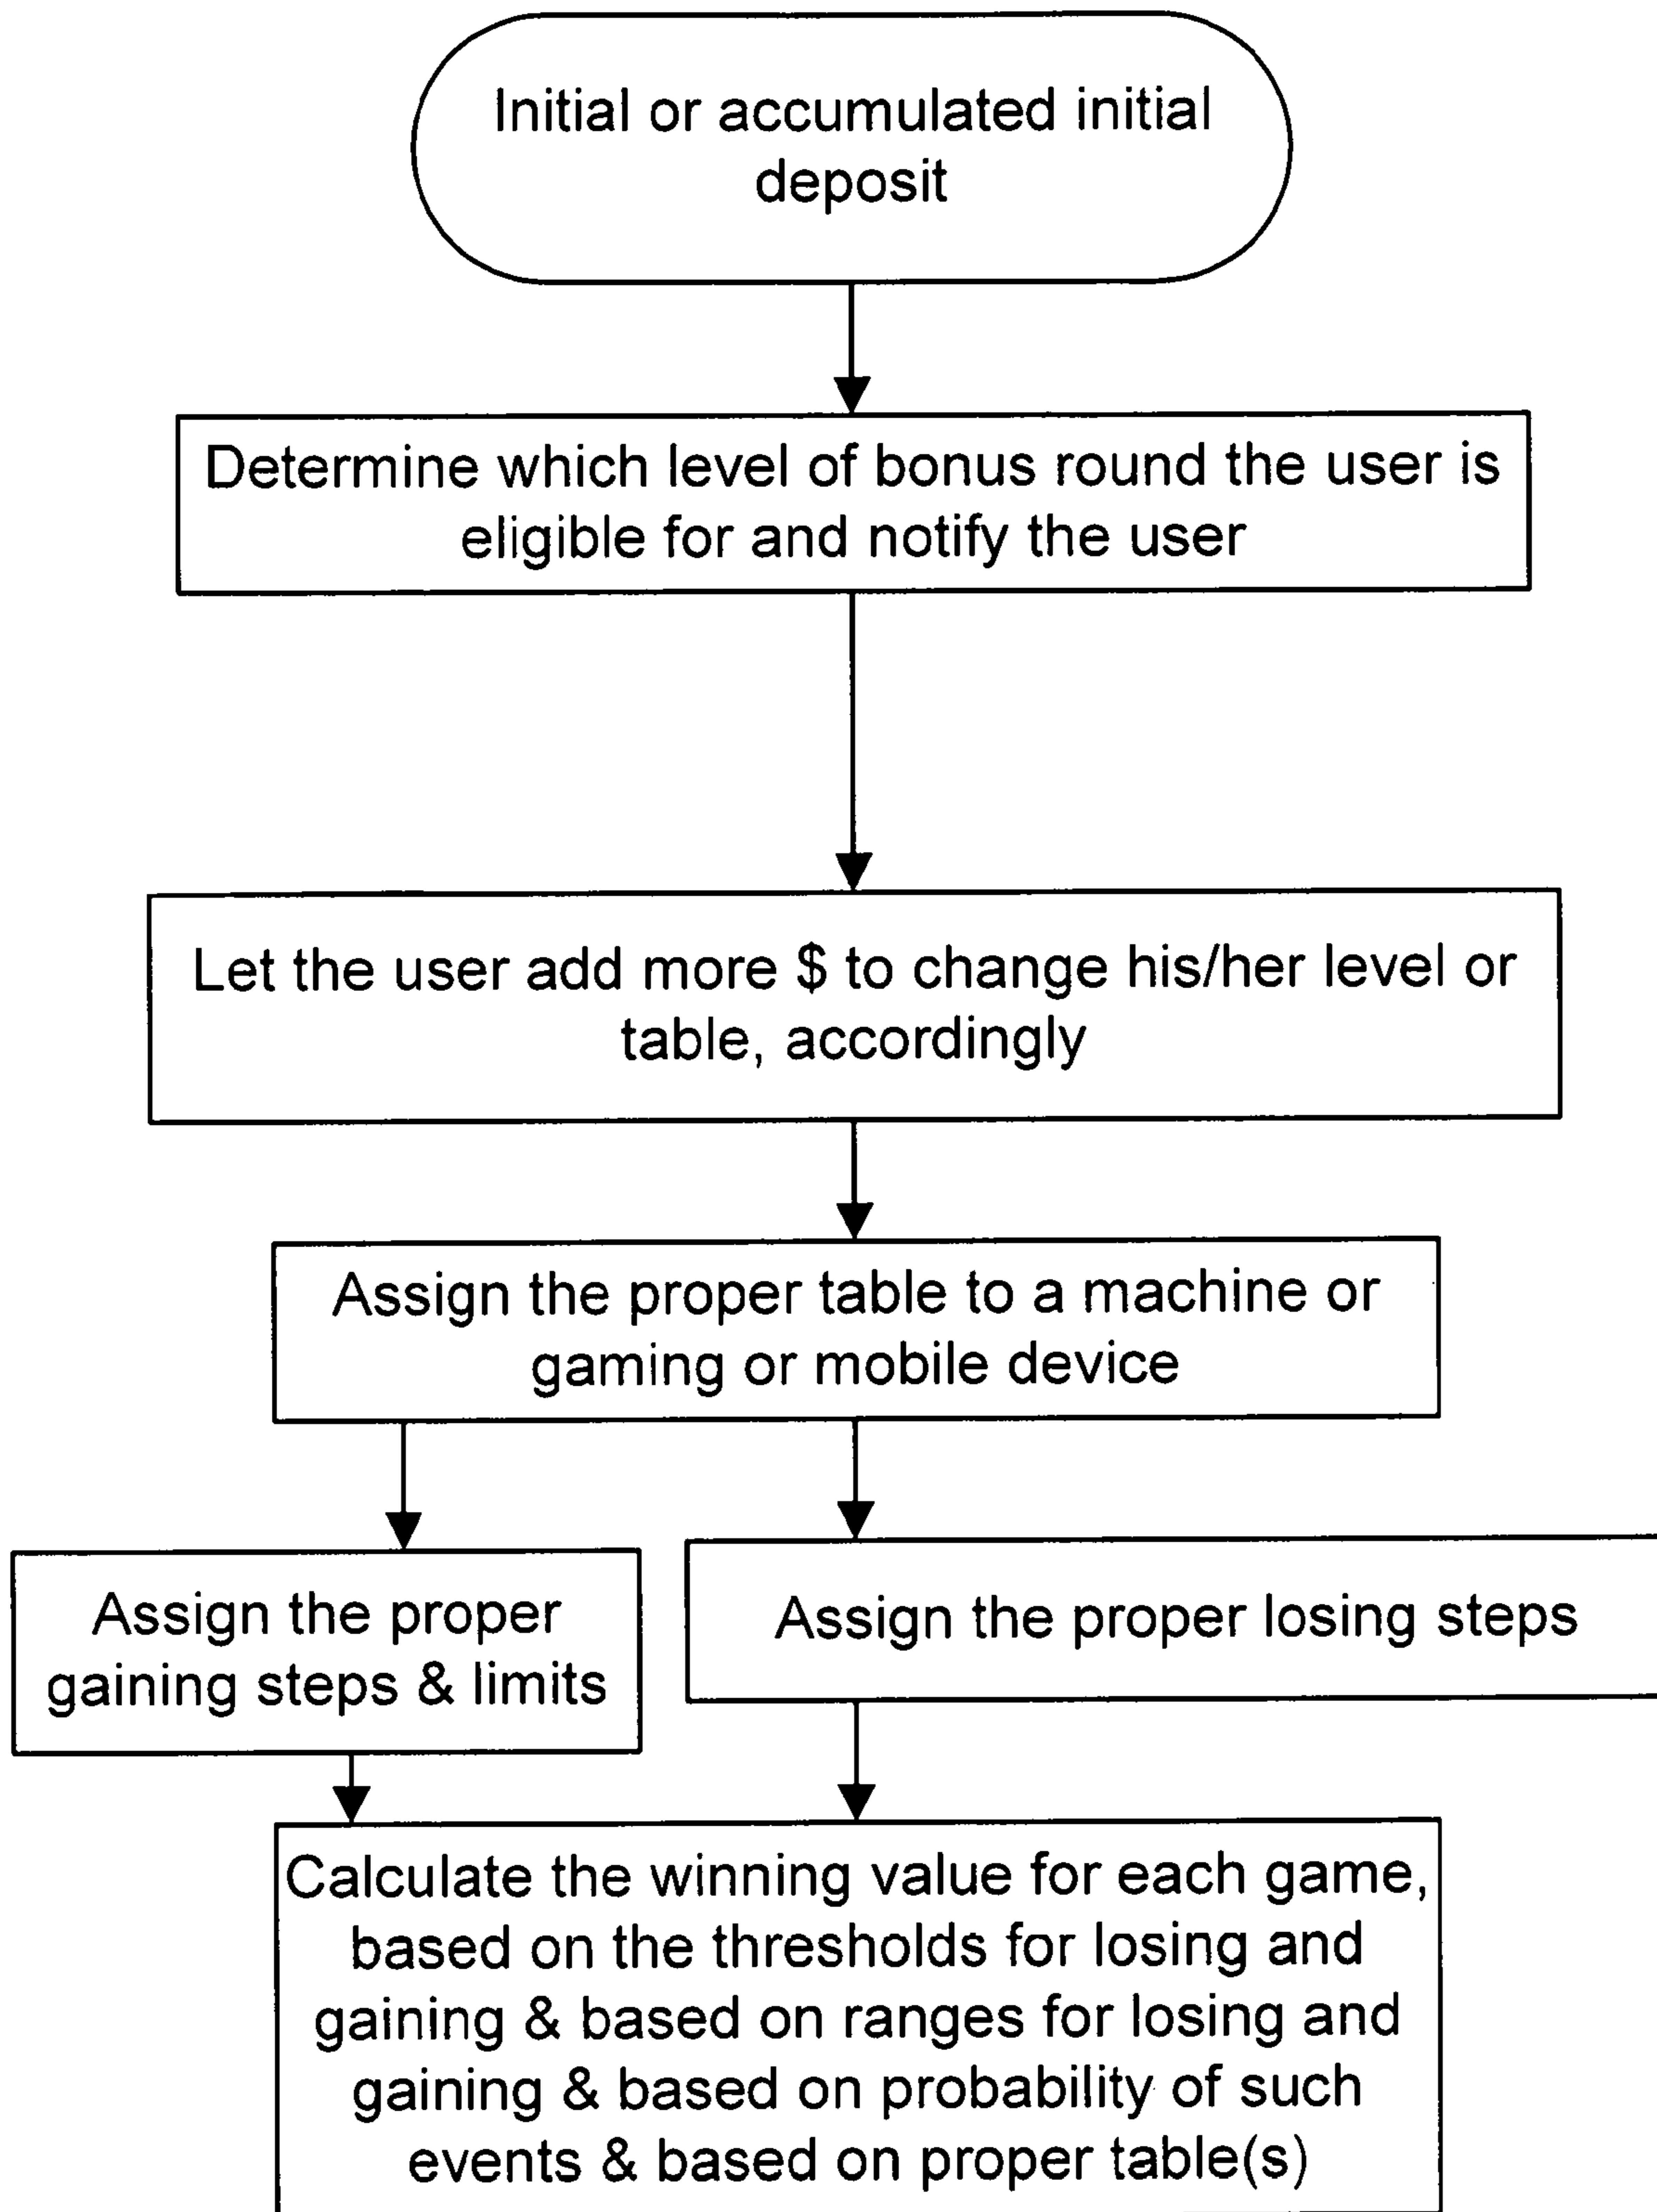 Initial or accumulated initial
deposit
Determine which level of bonus round the user is
eligible for and notify the user
Let the user add more $ to change his/her level or
table, accordingly
Assign the proper table to a machine or
gaming or mobile device
Assign the proper
gaining steps & limits
Assign the proper losing steps
Calculate the winning value for each game,
based on the thresholds for losing and
gaining & based on ranges for losing and
gaining & based on probability of such
events & based on proper table(s)